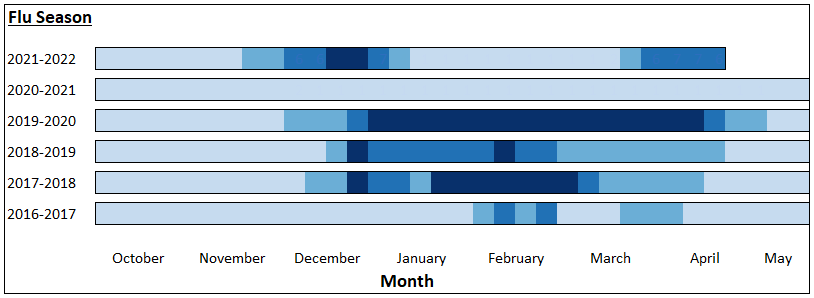 Flu Season
2021-2022
2020-2021
2019-2020
2018-2019
2017-2018
2016-2017
October November December January February March April May
Month